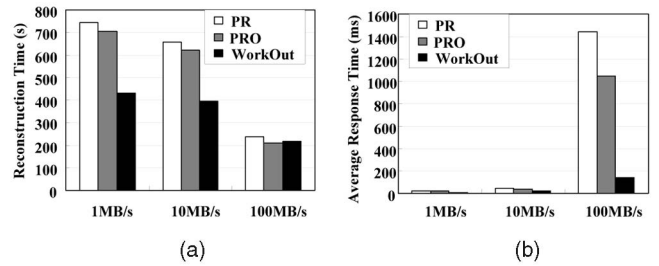 800
700
600
500
400
300
200
100
0
Reconstruction Time (s)
PR
PRO
WorkOut
1MB/s 10MB/s 100MB/s
(a)
1600
1400
1200
1000
800
600
400
200
0
Average Response Time (ms)
PR
PRO
WorkOut
1MB/s 10MB/s 100MB/s
(b)